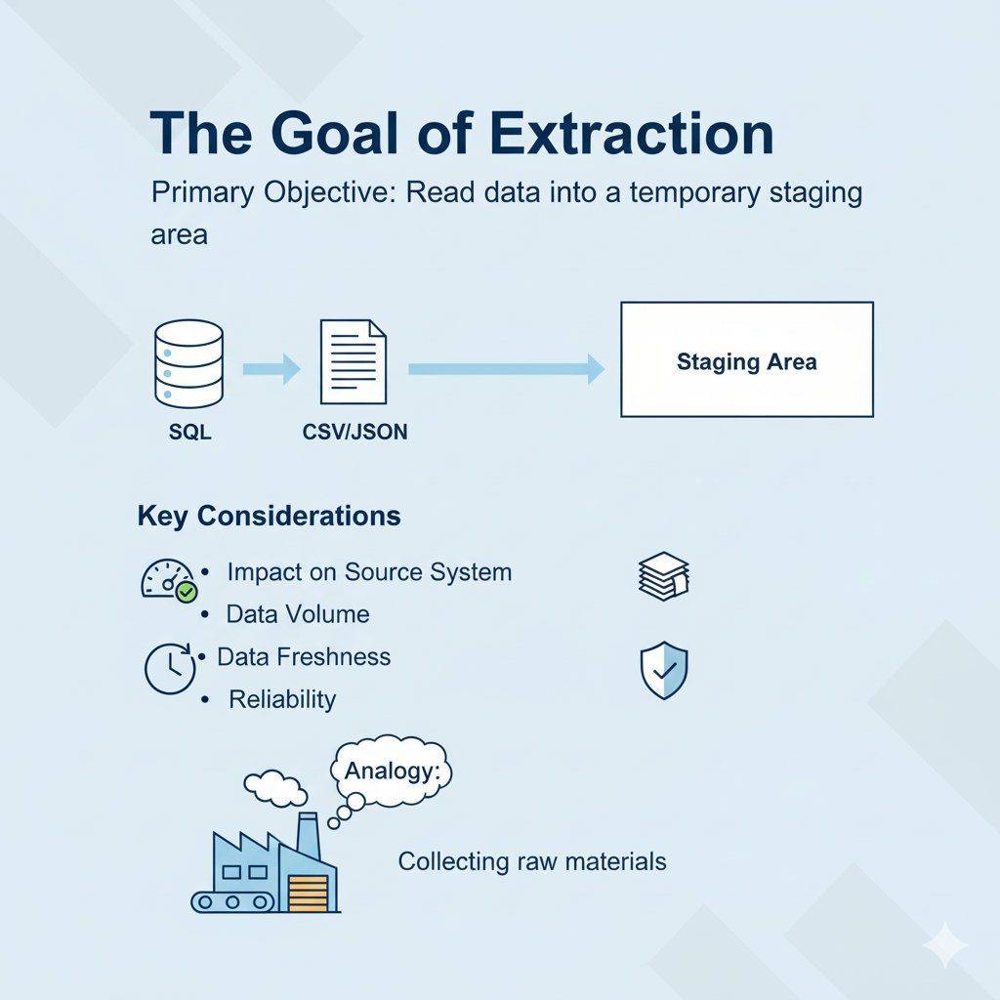 The Goal of Extraction
Primary Objective: Read data into a temporary staging
area
Staging Area
SQL
CSV/JSON
Key Considerations
• Impact on Source System
• Data Volume
• Data Freshness
• Reliability
Analogy:
Collecting raw materials